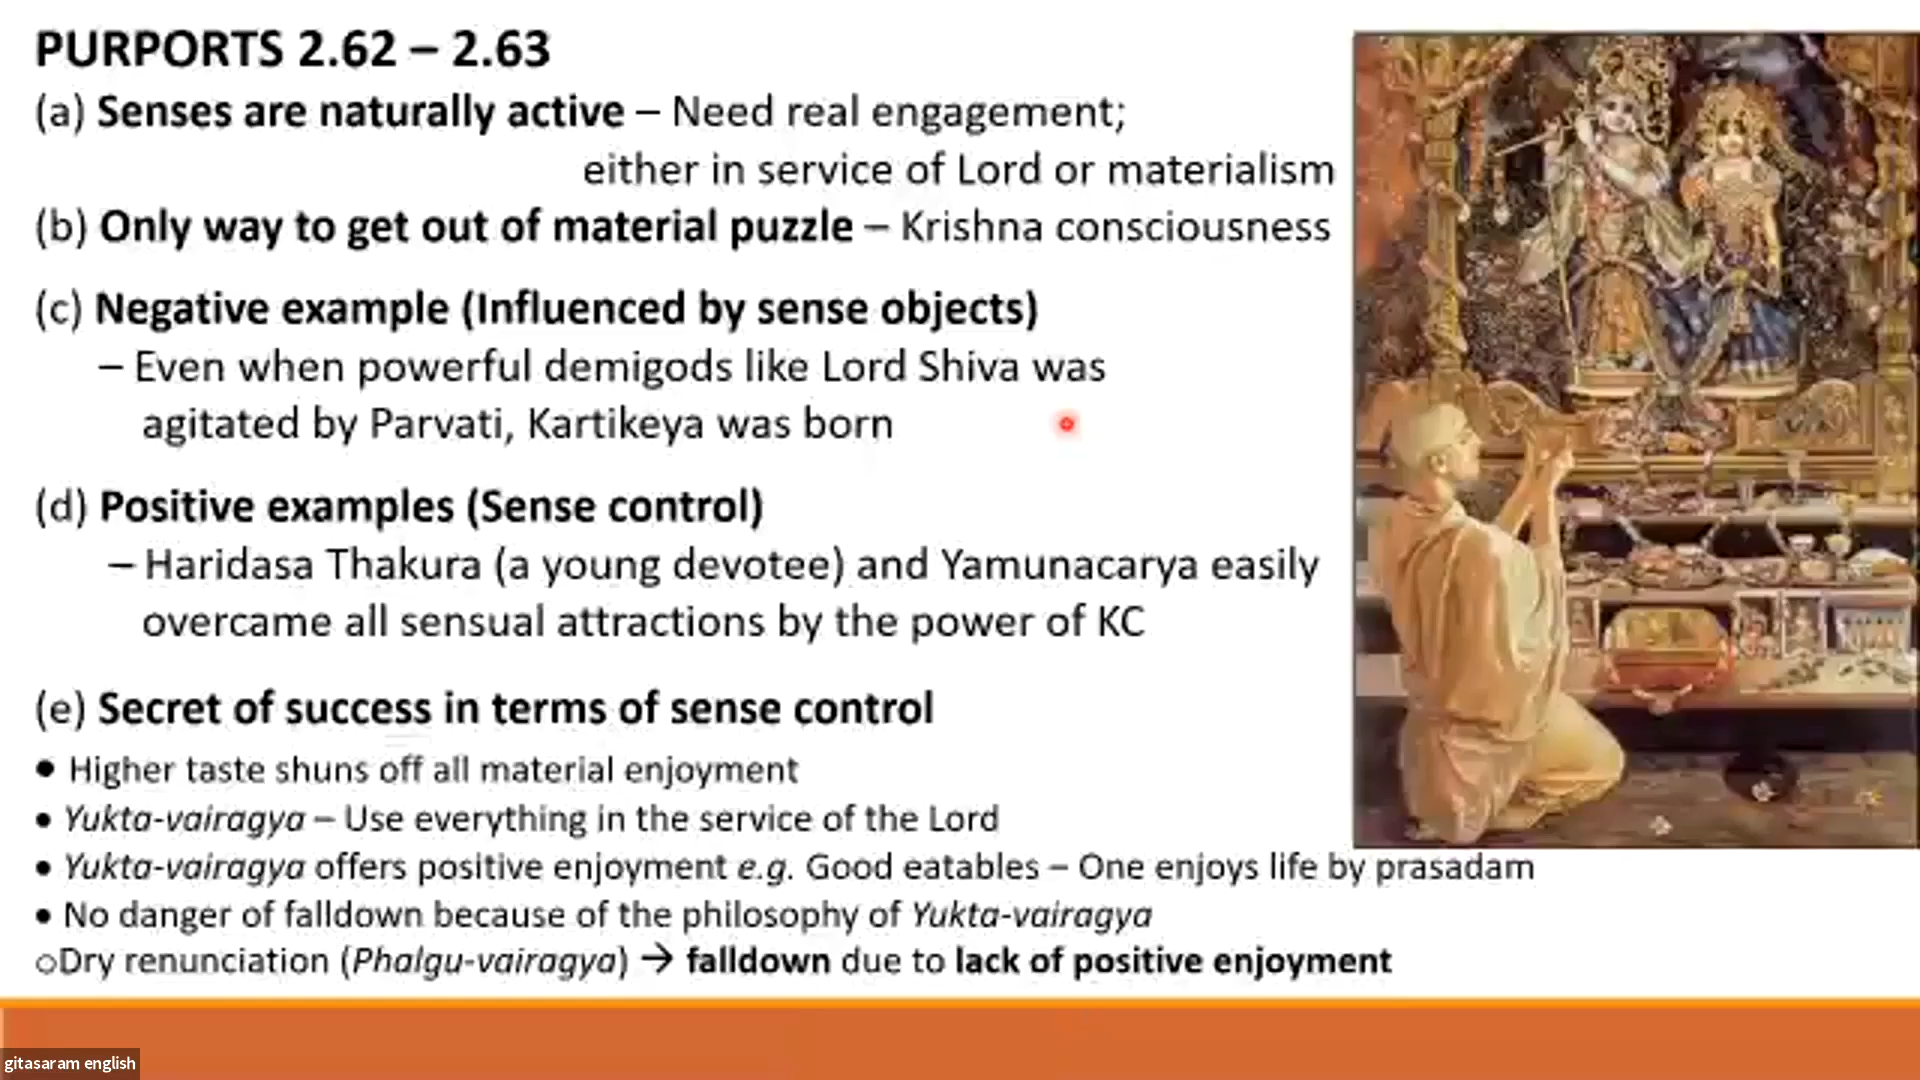 PURPORTS 2.62 – 2.63
(a) Senses are naturally active – Need real engagement;
either in service of Lord or materialism
(b) Only way to get out of material puzzle – Krishna consciousness
(c) Negative example (Influenced by sense objects)
– Even when powerful demigods like Lord Shiva was
agitated by Parvati, Kartikeya was born
(d) Positive examples (Sense control)
– Haridasa Thakura (a young devotee) and Yamunacarya easily
overcame all sensual attractions by the power of KC
(e) Secret of success in terms of sense control
• Higher taste shuns off all material enjoyment
• Yukta-vairagya – Use everything in the service of the Lord
• Yukta-vairagya offers positive enjoyment e.g. Good eatables – One enjoys life by prasadam
• No danger of falldown because of the philosophy of Yukta-vairagya
oDry renunciation (Phalgu-vairagya) → falldown due to lack of positive enjoyment
gitasaram english